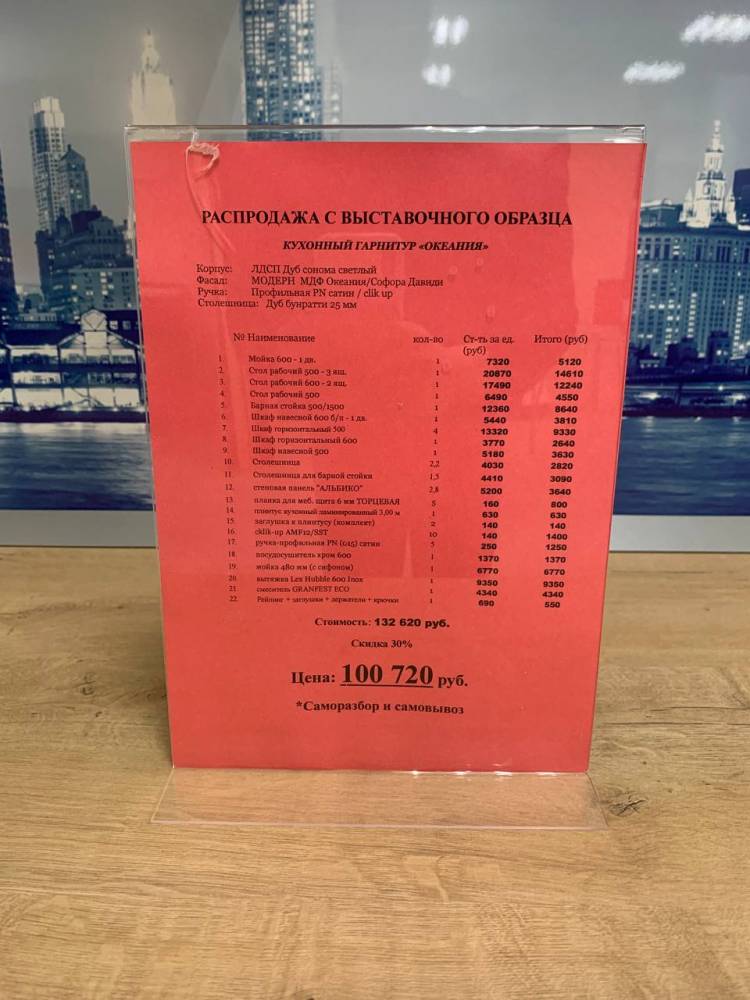 РАСПРОДАЖА С ВЫСТАВОЧНОГО ОБРАЗЦА
КУХОННЫЙ ГАРНИТУР «ОКЕАНИЯ»
Корпус: ЛДСП Дуб сонома светлый
Фасад: МОДЕРН МДФ Океания/Софора Давиди
Ручка: Профильная PN сатин / clik up
Столешница: Дуб бунратти 25 мм
№ Наименование кол-во Ст-ть за ед. (руб) Итого (руб)
1. Мойка 600 - 1 дв. 1 7320 5120
2. Стол рабочий 500 - 3 ящ. 1 20870 14610
3. Стол рабочий 600 - 2 ящ. 1 17490 12240
4. Стол рабочий 500 1 6490 4550
5. Барная стойка 500/1500 1 12360 8640
6. Шкаф навесной 600 б/п - 1 дв. 1 5440 3810
7. Шкаф горизонтальный 500 4 13320 9330
8. Шкаф горизонтальный 600 1 3770 2640
9. Шкаф навесной 500 1 5180 3630
10. Столешница 2,2 4030 2820
11. Столешница для барной стойки 1,5 4410 3090
12. стеновая панель "АЛЬБИКО" 2,8 5200 3640
13. планка для меб. щита 6 мм ТОРЦЕВАЯ 5 160 800
14. плинтус кухонный ламинированный 3,00 м 1 630 630
15. заглушка к плинтусу (комплект) 2 140 140
16. cklik-up AMF12/SST 10 140 1400
17. ручка-профильная PN (015) сатин 5 250 1250
18. посудосушитель хром 600 1 1370 1370
19. мойка 480 мм (с сифоном) 1 6770 6770
20. вытяжка Lex Hubble 600 Inox 1 9350 9350
21. смеситель GRANFEST ECO 1 4340 4340
22. Рейлинг + заглушки + держатели + крючки 1 690 550
Стоимость: 132 620 руб.
Скидка 30%
Цена: 100 720 руб.
*Саморазбор и самовывоз